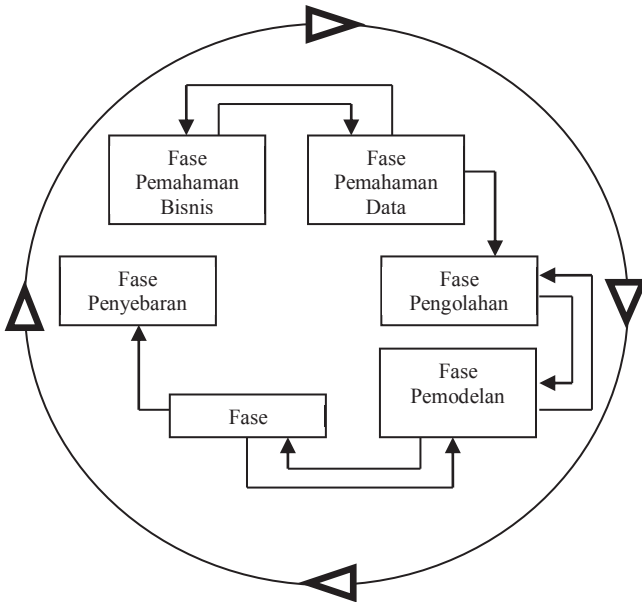 Fase
Pemahaman
Bisnis
Fase
Pemahaman
Data
Fase
Penyebaran
Fase
Pengolahan
Fase
Pemodelan
Fase